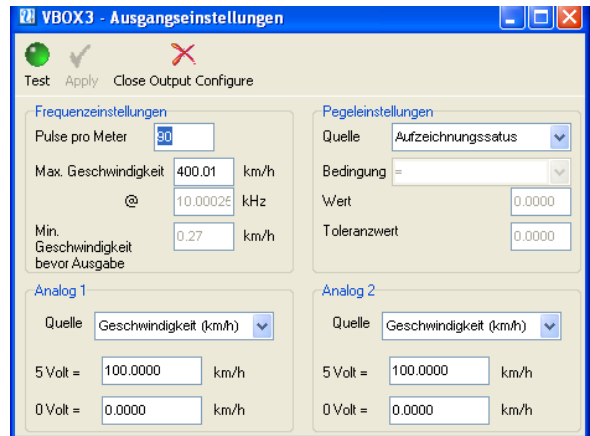 VBOX3 - Ausgangseinstellungen
Test Apply Close Output Configure
Frequenzeinstellungen
Pulse pro Meter 90
Max. Geschwindigkeit 400.01 km/h
@ 10.00025 kHz
Min. Geschwindigkeit bevor Ausgabe 0.27 km/h
Pegeleinstellungen
Quelle Aufzeichnungssatus
Bedingung =
Wert 0.0000
Toleranzwert 0.0000
Analog 1
Quelle Geschwindigkeit (km/h)
5 Volt = 100.0000 km/h
0 Volt = 0.0000 km/h
Analog 2
Quelle Geschwindigkeit (km/h)
5 Volt = 100.0000 km/h
0 Volt = 0.0000 km/h